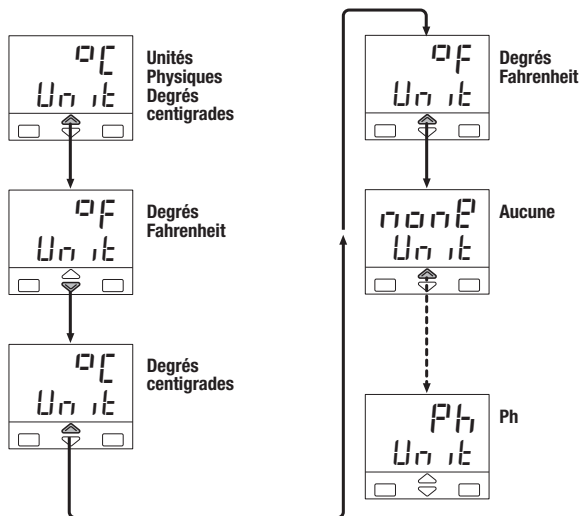 °C
Unit
Unités
Physiques
Degrés
centigrades
°F
Unit
Degrés
Fahrenheit
°C
Unit
Degrés
centigrades
°F
Unit
Degrés
Fahrenheit
nonE
Unit
Aucune
Ph
Unit
Ph